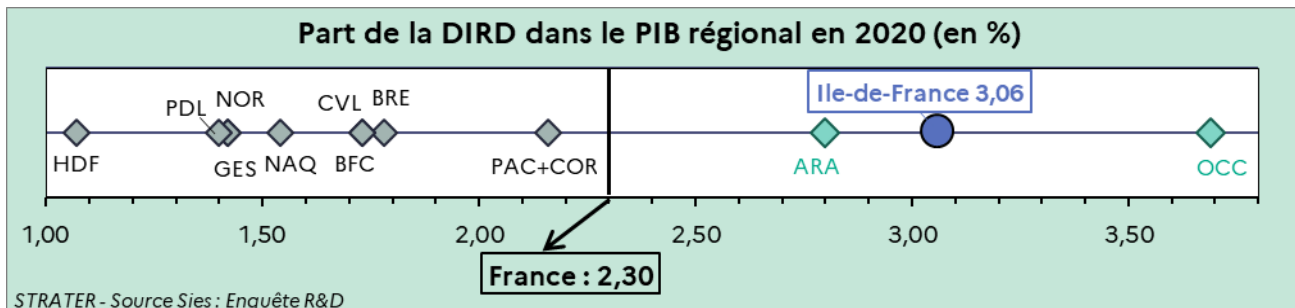 Part de la DIRD dans le PIB régional en 2020 (en %)
Ile-de-France 3,06
PDL NOR CVL BRE
HDF GES NAQ BFC PAC+COR ARA OCC
1,00 1,50 2,00 2,50 3,00 3,50
France : 2,30
STRATER - Source Sies : Enquête R&D